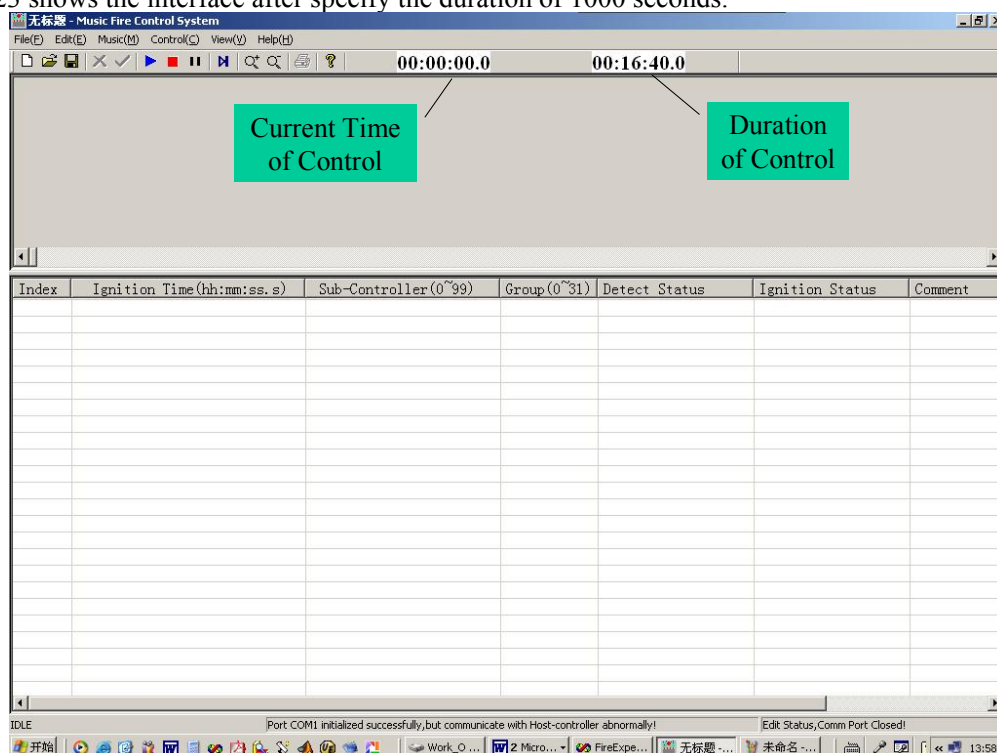 23 shows the interface after specify the duration of 1000 seconds.
无标题 - Music Fire Control System
File(F) Edit(E) Music(M) Control(C) View(V) Help(H)
00:00:00.0 00:16:40.0
Current Time
of Control
Duration
of Control
Index Ignition Time(hh:mm:ss.s) Sub-Controller(0~99) Group(0~31) Detect Status Ignition Status Comment
IDLE Port COM1 initialized successfully,but communicate with Host-controller abnormally! Edit Status,Comm Port Closed!
开始 Work_O ... 2 Micro... FireExpe... 无标题 -... 未命名 -... 13:58